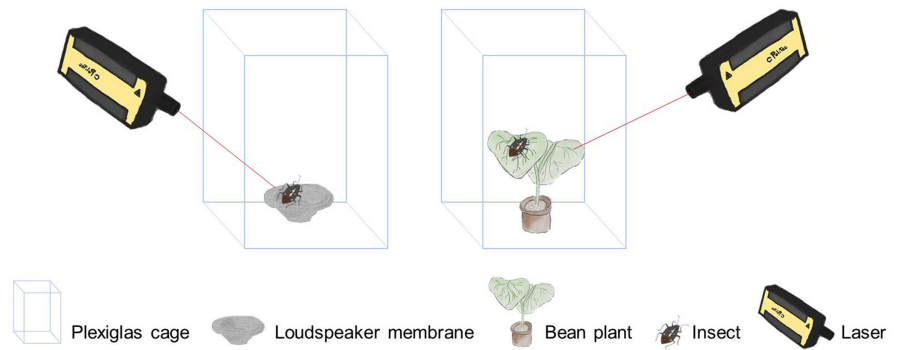 Plexiglas cage
Loudspeaker membrane
Bean plant
Insect
Laser